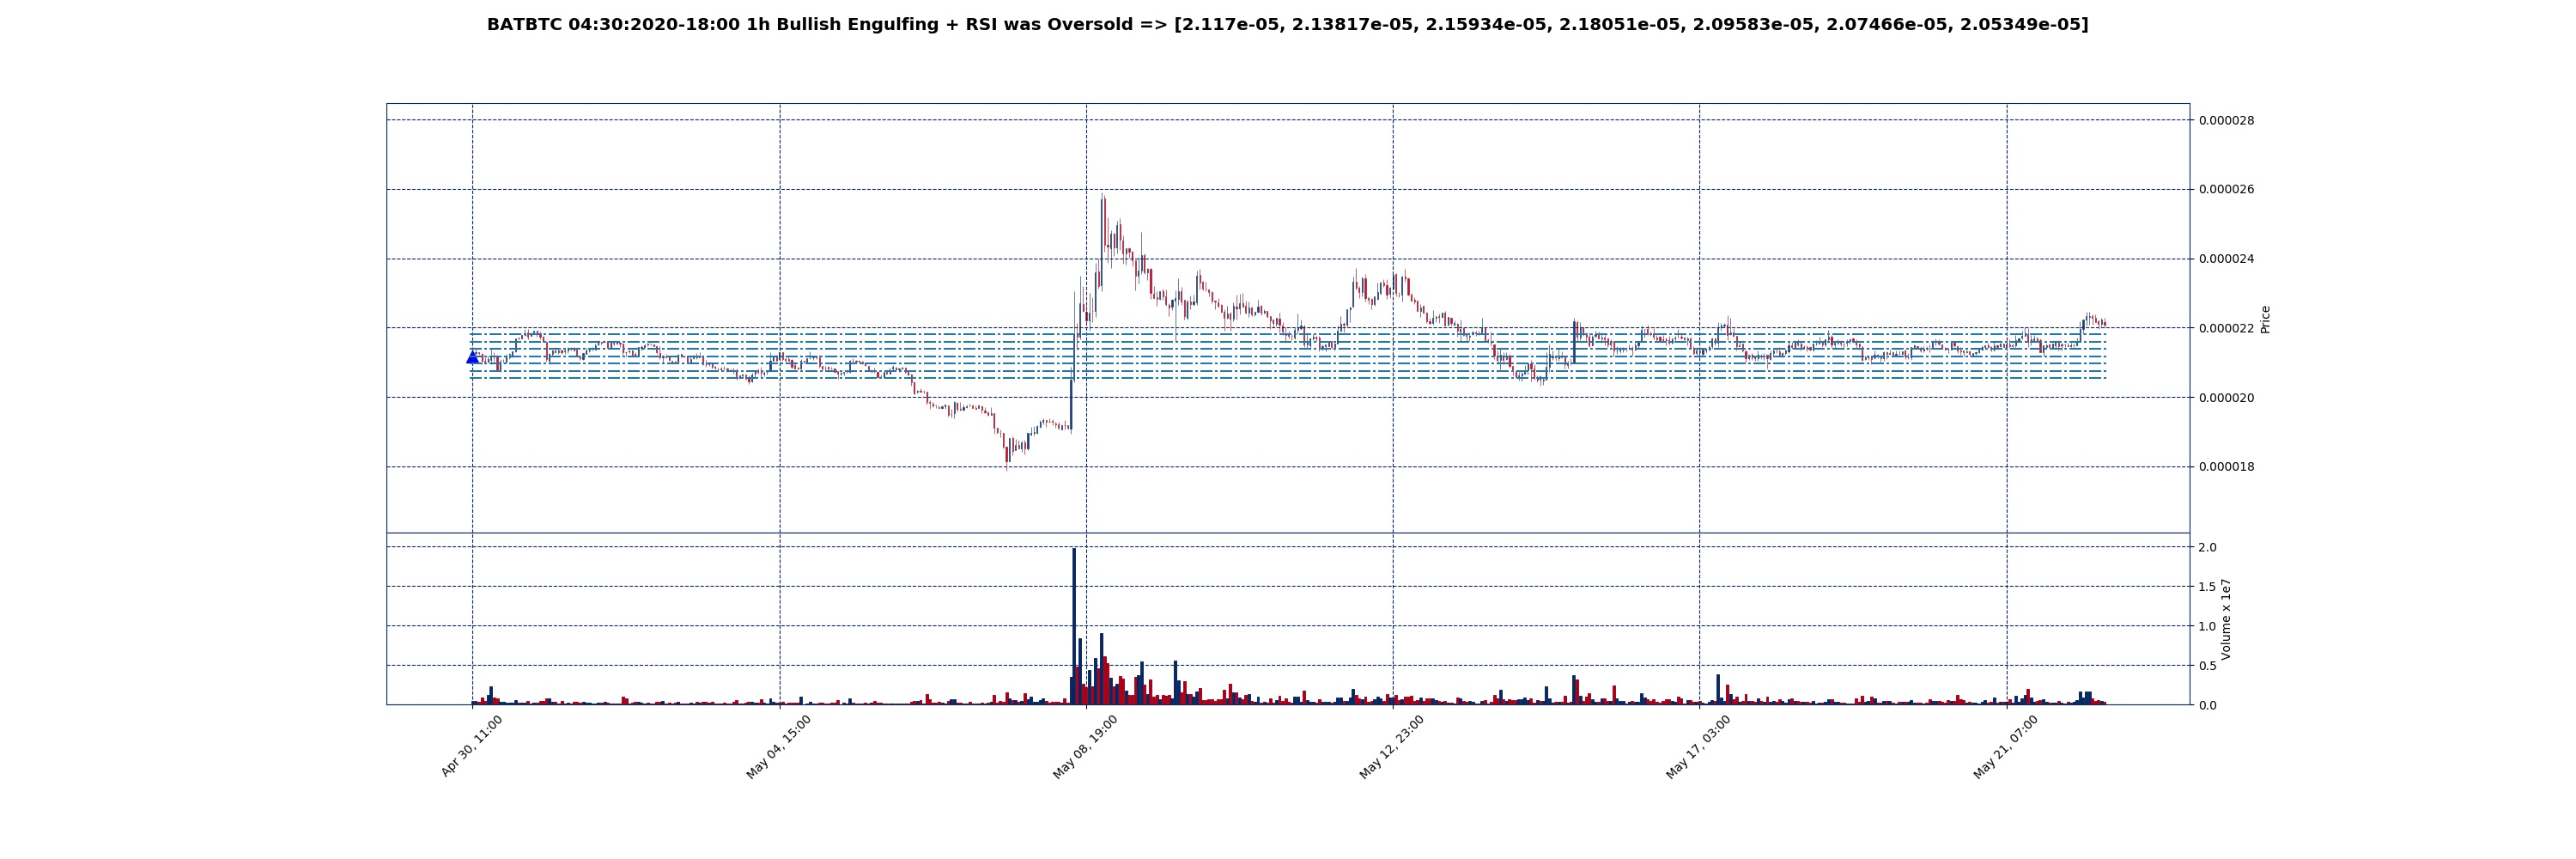 BATBTC 04:30:2020-18:00 1h Bullish Engulfing + RSI was Oversold => [2.117e-05, 2.13817e-05, 2.15934e-05, 2.18051e-05, 2.09583e-05, 2.07466e-05, 2.05349e-05]
0.000028
0.000026
0.000024
0.000022
0.000020
0.000018
Price
2.0
1.5
1.0
0.5
0.0
Volume x 1e7
Apr 30, 11:00
May 04, 15:00
May 08, 19:00
May 12, 23:00
May 17, 03:00
May 21, 07:00